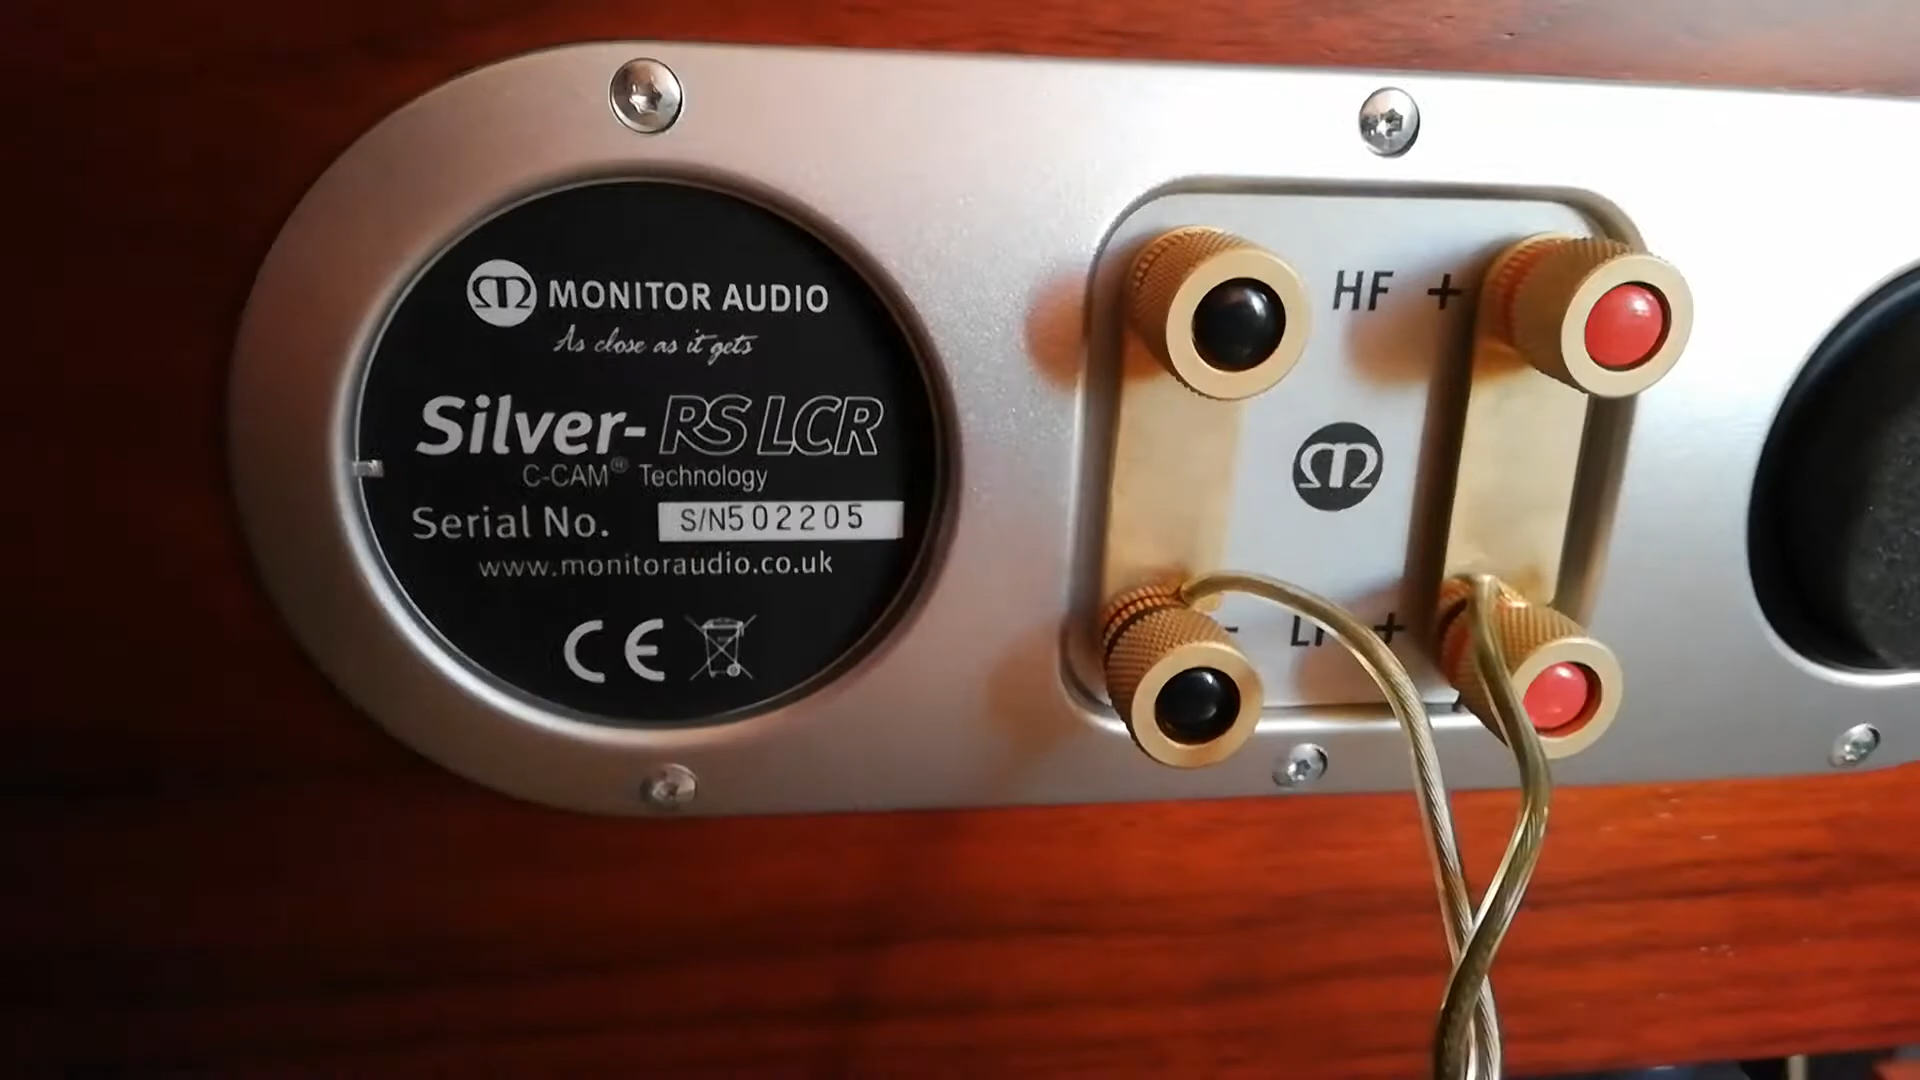 MONITOR AUDIO
As close as it gets
Silver-RS LCR
C-CAM® Technology
Serial No. S/N502205
www.monitoraudio.co.uk
CE
HF +
- LF +